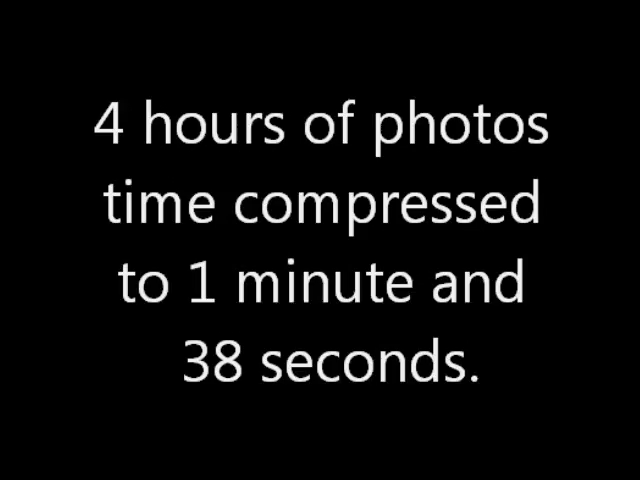 4 hours of photos
time compressed
to 1 minute and
38 seconds.